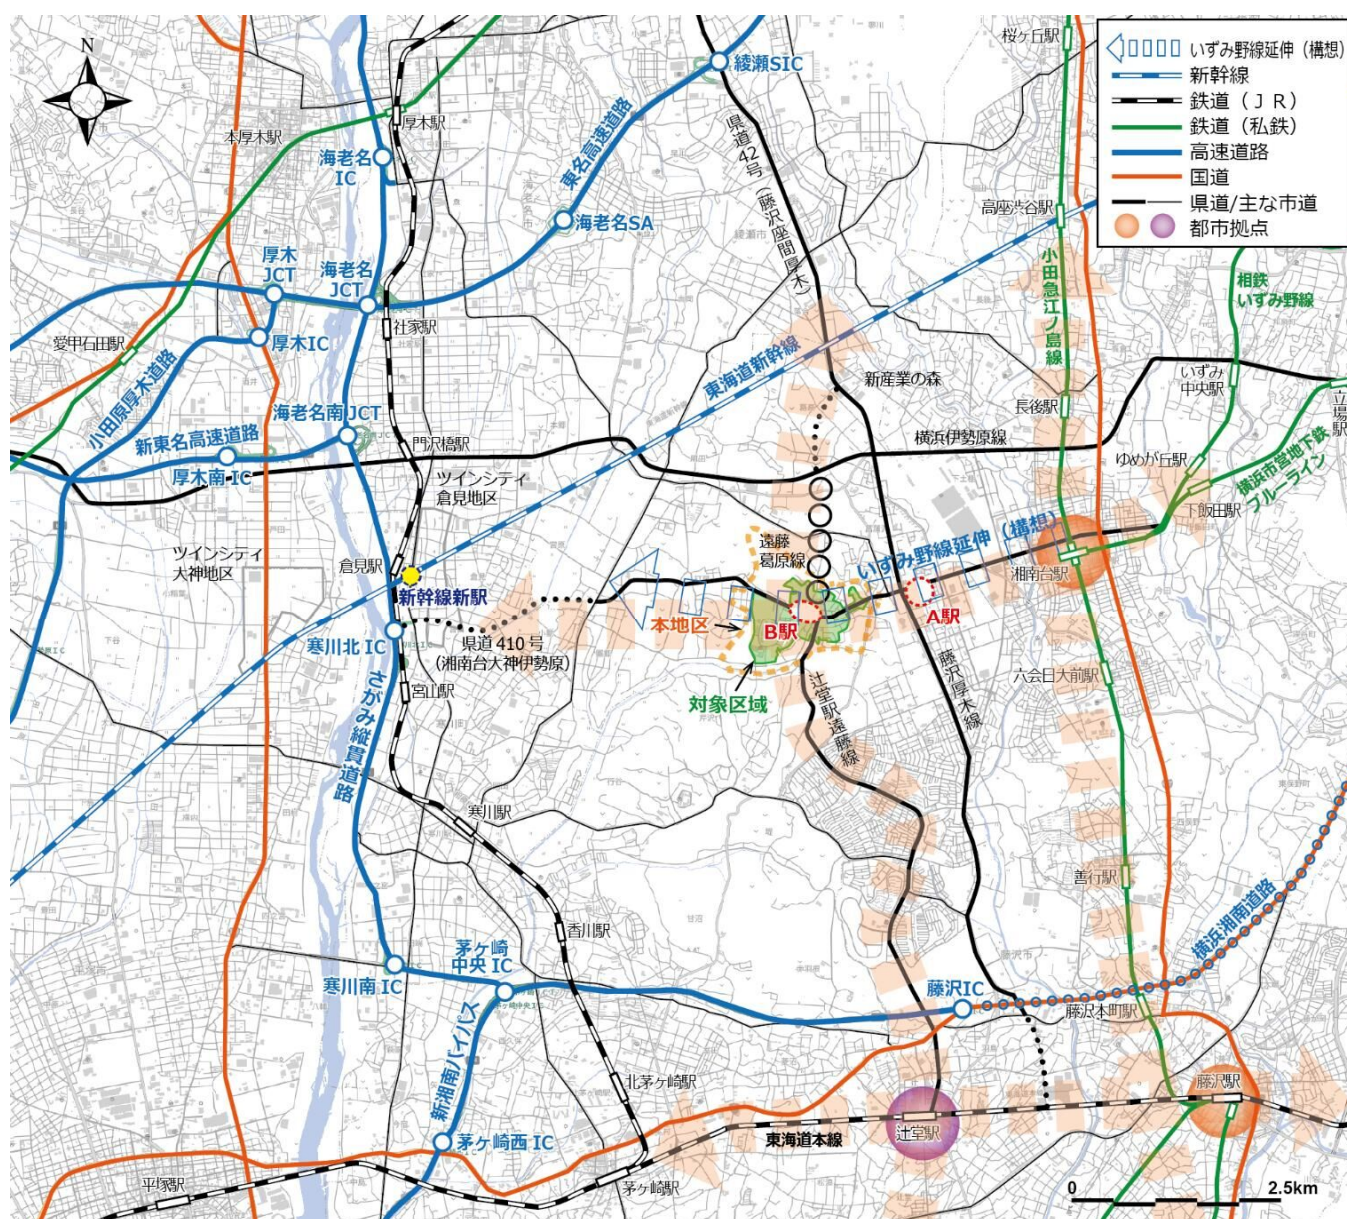 N
桜ヶ丘駅
いずみ野線延伸（構想）
新幹線
鉄道（ＪＲ）
鉄道（私鉄）
高速道路
国道
県道/主な市道
都市拠点
綾瀬SIC
本厚木駅
厚木駅
海老名
IC
東名高速道路
県道42号（藤沢座間厚木）
海老名SA
綾瀬市
高座渋谷駅
厚木
JCT
海老名
JCT
小田急江ノ島線
相鉄
いずみ野線
社家駅
愛甲石田駅
厚木IC
小田原厚木道路
東海道新幹線
新産業の森
いずみ
中央駅
立場駅
長後駅
海老名南JCT
新東名高速道路
厚木南IC
門沢橋駅
横浜伊勢原線
ゆめが丘駅
横浜市営地下鉄
ブルーライン
下飯田駅
ツインシティ
倉見地区
ツインシティ
大神地区
遠藤
葛原線
いずみ野線延伸（構想）
湘南台駅
倉見駅
新幹線新駅
本地区
B駅
A駅
寒川北IC
県道410号
（湘南台大神伊勢原）
宮山駅
対象区域
辻堂駅遠藤線
藤沢厚木線
六会日大前駅
さがみ縦貫道路
寒川駅
善行駅
横浜湘南道路
香川駅
茅ヶ崎
中央IC
寒川南IC
藤沢市
藤沢IC
藤沢本町駅
新湘南バイパス
北茅ヶ崎駅
藤沢駅
茅ヶ崎西IC
東海道本線
辻堂駅
平塚駅
茅ヶ崎駅
0
2.5km